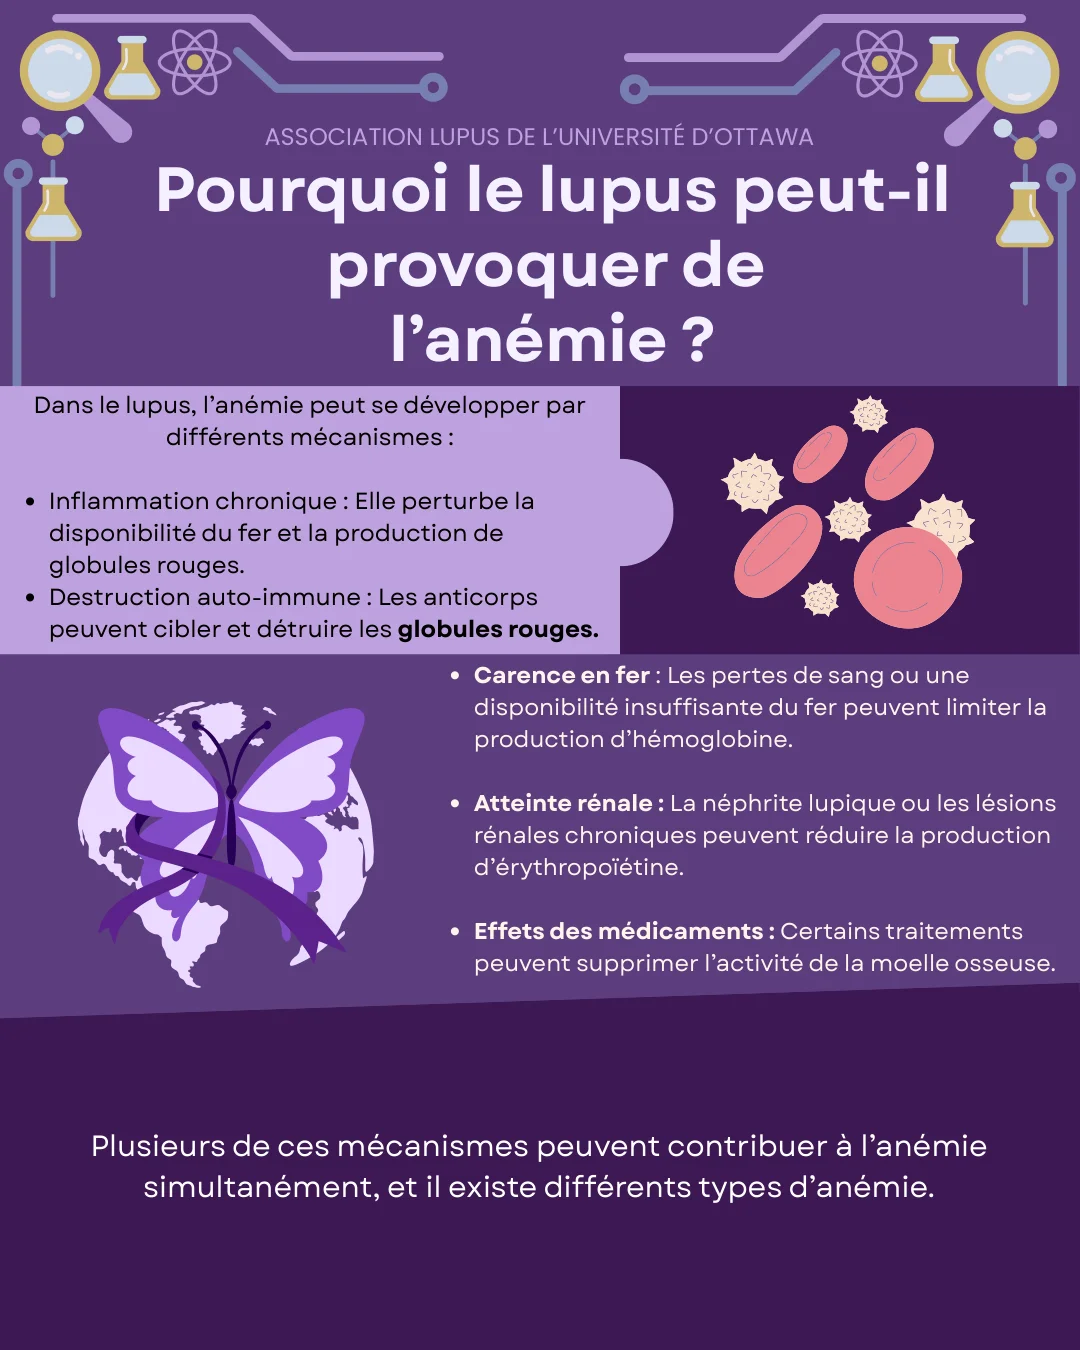 ASSOCIATION LUPUS DE L’UNIVERSITÉ D’OTTAWA
Pourquoi le lupus peut-il
provoquer de
l’anémie ?
Dans le lupus, l’anémie peut se développer par
différents mécanismes :
• Inflammation chronique : Elle perturbe la
disponibilité du fer et la production de
globules rouges.
• Destruction auto-immune : Les anticorps
peuvent cibler et détruire les globules rouges.
• Carence en fer : Les pertes de sang ou une
disponibilité insuffisante du fer peuvent limiter la
production d’hémoglobine.
• Atteinte rénale : La néphrite lupique ou les lésions
rénales chroniques peuvent réduire la production
d’érythropoïétine.
• Effets des médicaments : Certains traitements
peuvent supprimer l’activité de la moelle osseuse.
Plusieurs de ces mécanismes peuvent contribuer à l’anémie
simultanément, et il existe différents types d’anémie.